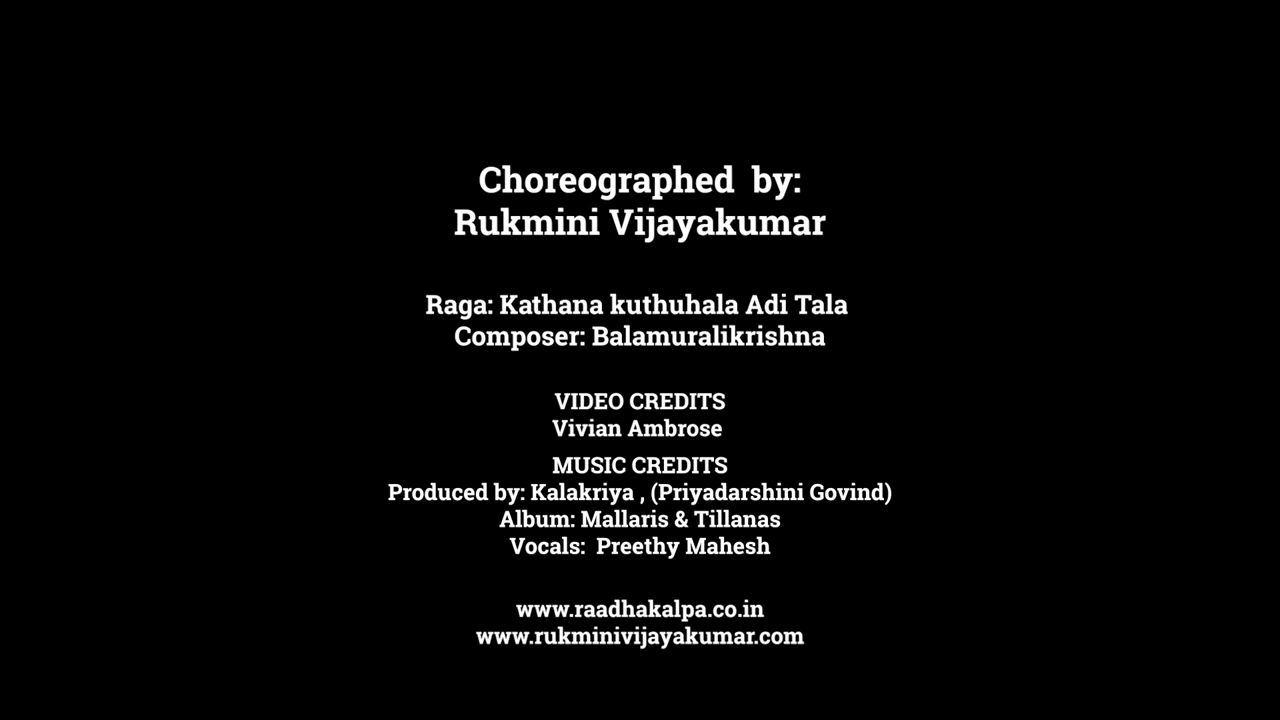 Choreographed by:
Rukmini Vijayakumar
Raga: Kathana kuthuhala Adi Tala
Composer: Balamuralikrishna
VIDEO CREDITS
Vivian Ambrose
MUSIC CREDITS
Produced by: Kalakriya , (Priyadarshini Govind)
Album: Mallaris & Tillanas
Vocals: Preethy Mahesh
www.raadhakalpa.co.in
www.rukminivijayakumar.com